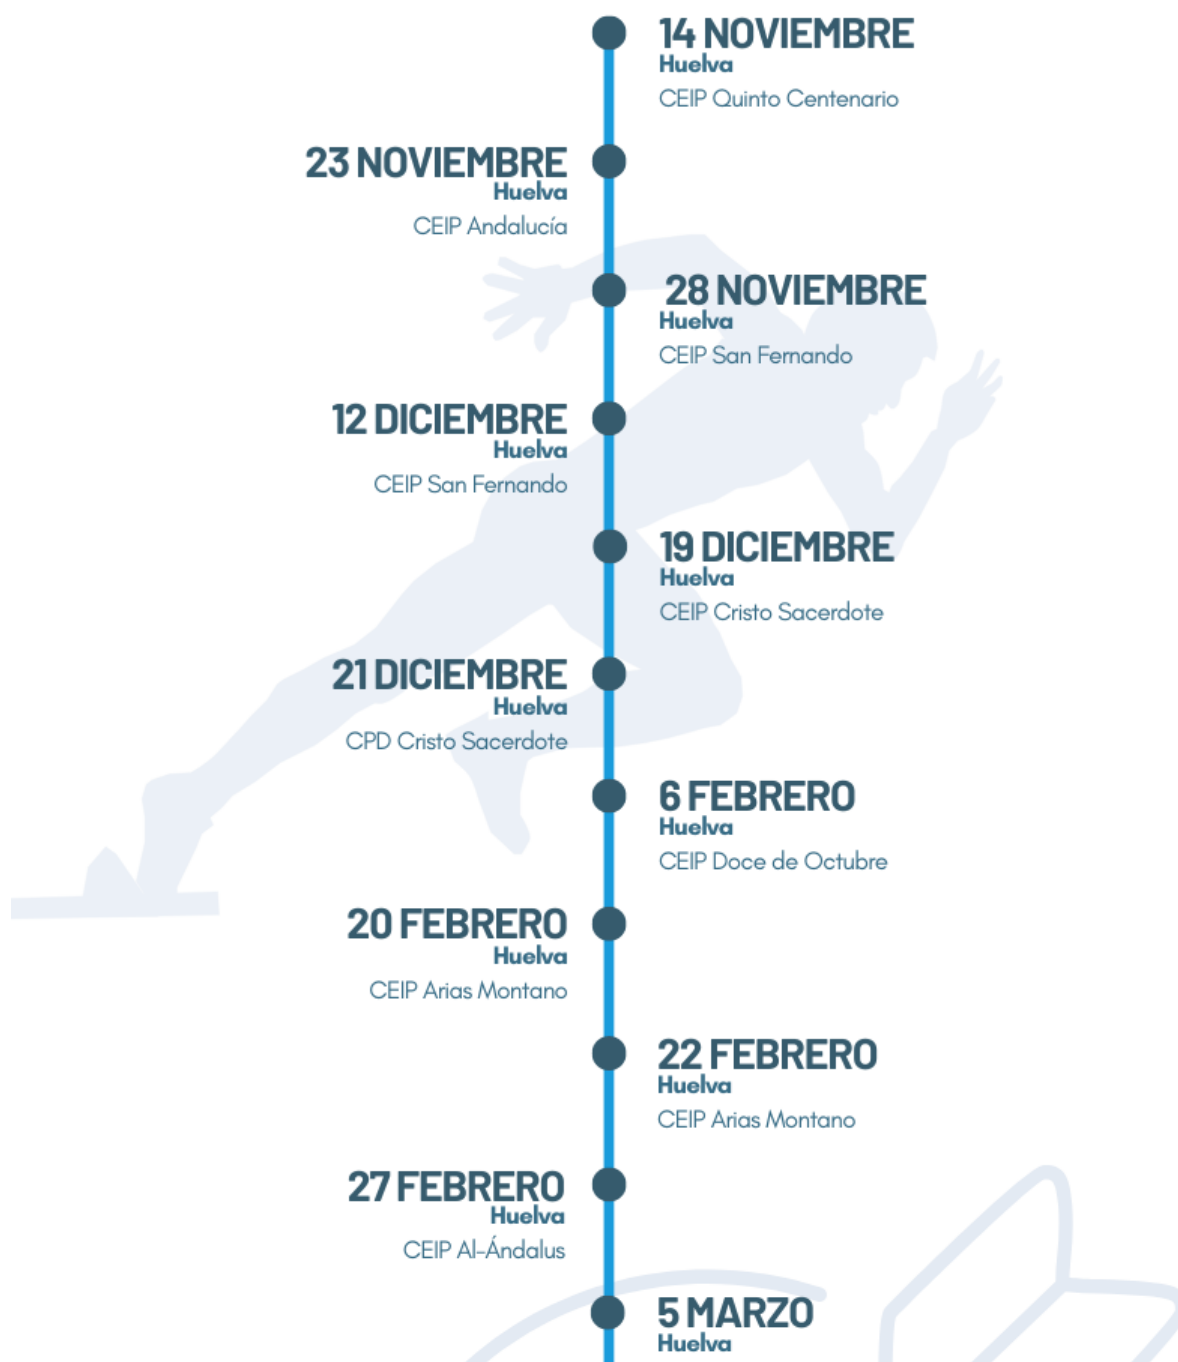 14 NOVIEMBRE
Huelva
CEIP Quinto Centenario
23 NOVIEMBRE
Huelva
CEIP Andalucía
28 NOVIEMBRE
Huelva
CEIP San Fernando
12 DICIEMBRE
Huelva
CEIP San Fernando
19 DICIEMBRE
Huelva
CEIP Cristo Sacerdote
21 DICIEMBRE
Huelva
CPD Cristo Sacerdote
6 FEBRERO
Huelva
CEIP Doce de Octubre
20 FEBRERO
Huelva
CEIP Arias Montano
22 FEBRERO
Huelva
CEIP Arias Montano
27 FEBRERO
Huelva
CEIP Al-Ándalus
5 MARZO
Huelva